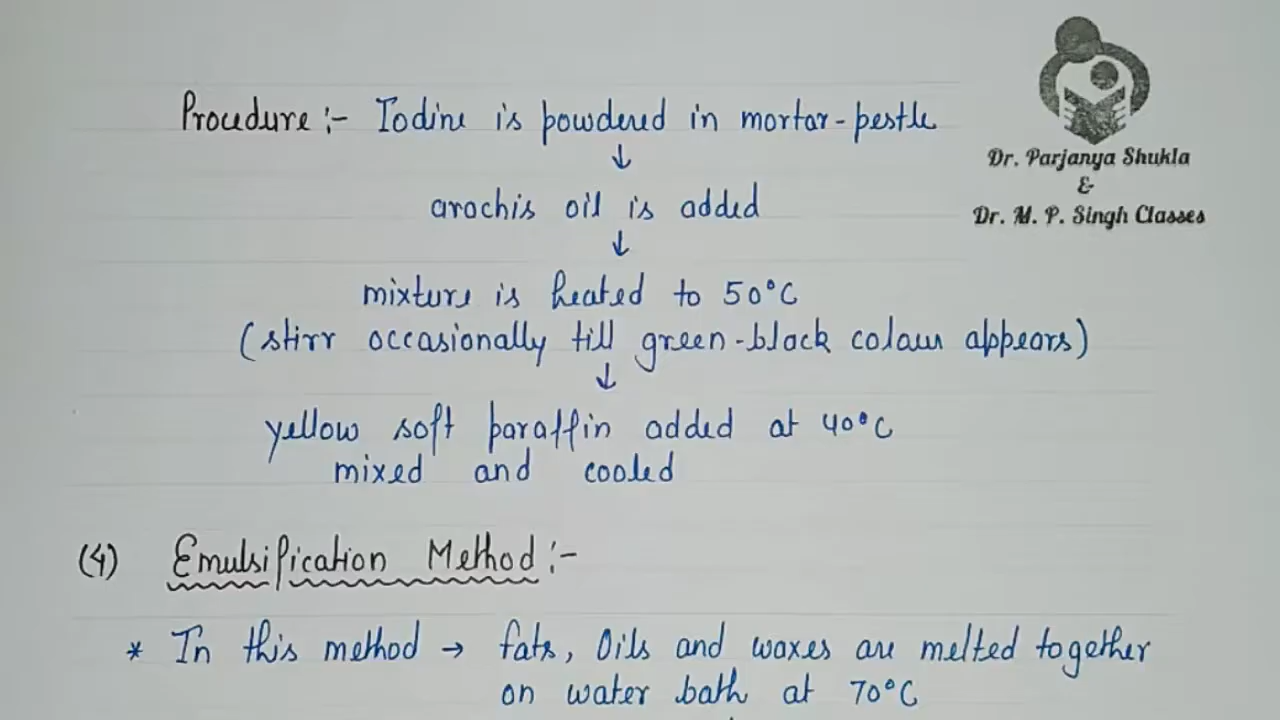 Procedure :- Iodine is powdered in mortar-pestle
↓
arachis oil is added
↓
mixture is heated to 50°C
(stirr occasionally till green-black colour appears)
↓
yellow soft paraffin added at 40°C
mixed and cooled
(4) Emulsification Method :-
* In this method → fats, Oils and waxes are melted together
on water bath at 70°C
Dr. Parjanya Shukla
&
Dr. M. P. Singh Classes